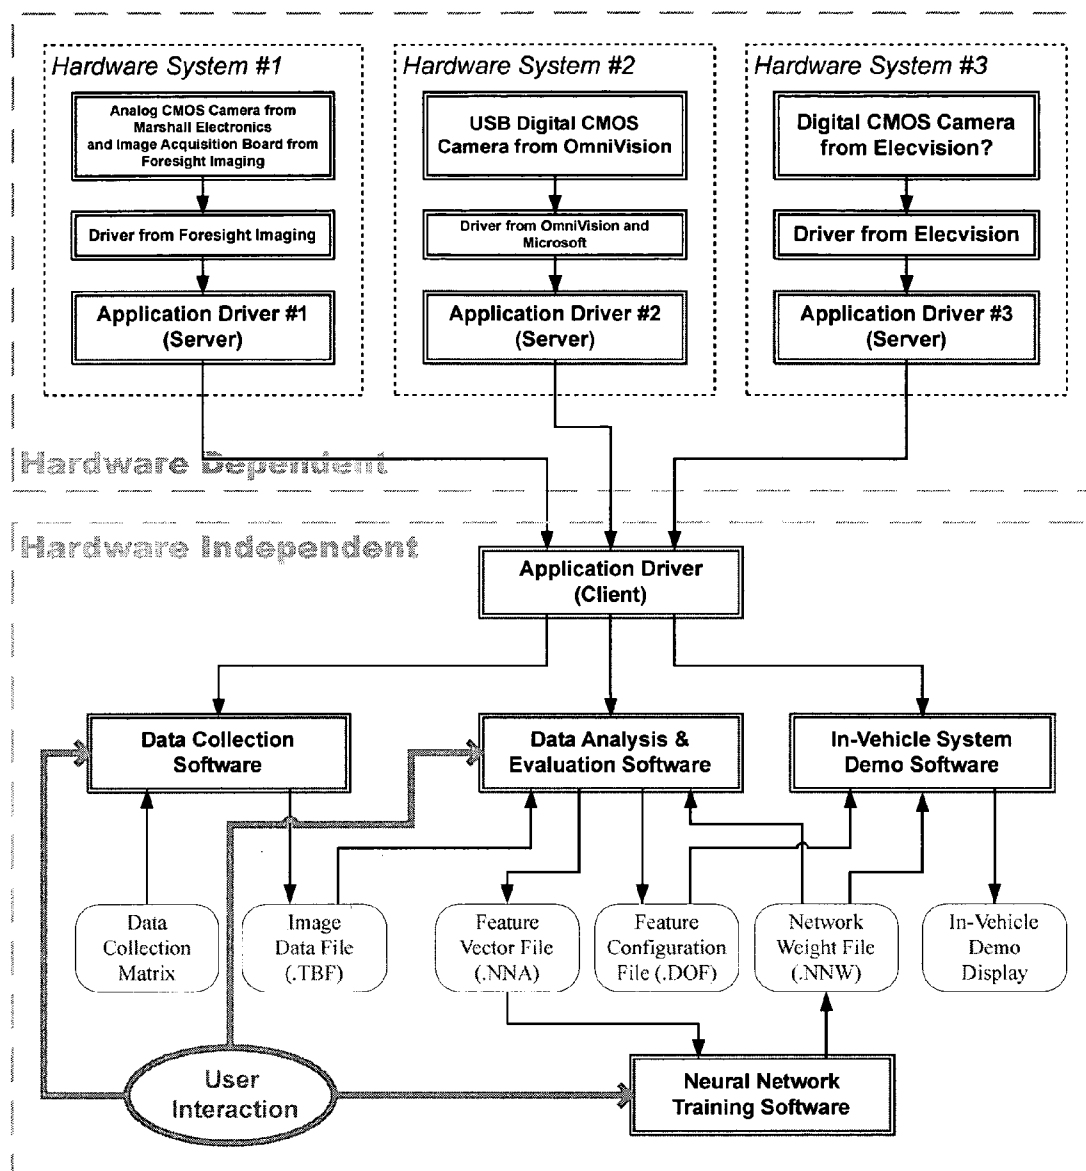 Hardware System #1
Analog CMOS Camera from
Marshall Electronics
and Image Acquisition Board from
Foresight Imaging
Driver from Foresight Imaging
Application Driver #1
(Server)
Hardware System #2
USB Digital CMOS
Camera from OmniVision
Driver from OmniVision and
Microsoft
Application Driver #2
(Server)
Hardware System #3
Digital CMOS Camera
from Elecvision?
Driver from Elecvision
Application Driver #3
(Server)
Hardware Dependent
Hardware Independent
Application Driver
(Client)
Data Collection
Software
Data Analysis &
Evaluation Software
In-Vehicle System
Demo Software
Data
Collection
Matrix
Image
Data File
(.TBF)
Feature
Vector File
(.NNA)
Feature
Configuration
File (.DOF)
Network
Weight File
(.NNW)
In-Vehicle
Demo
Display
User
Interaction
Neural Network
Training Software